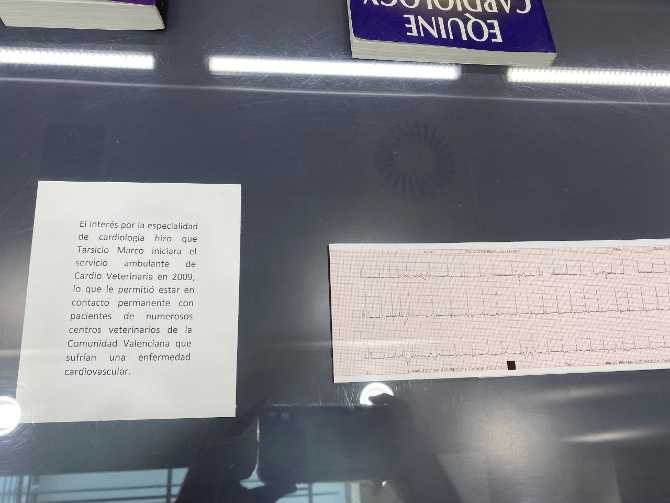 EQUINE
CARDIOLOGY
El interés por la especialidad
de cardiología hizo que
Tarsicio Marco iniciara el
servicio ambulante de
Cardio Veterinaria en 2009,
lo que le permitió estar en
contacto permanente con
pacientes de numerosos
centros veterinarios de la
Comunidad Valenciana que
sufrían una enfermedad
cardiovascular.